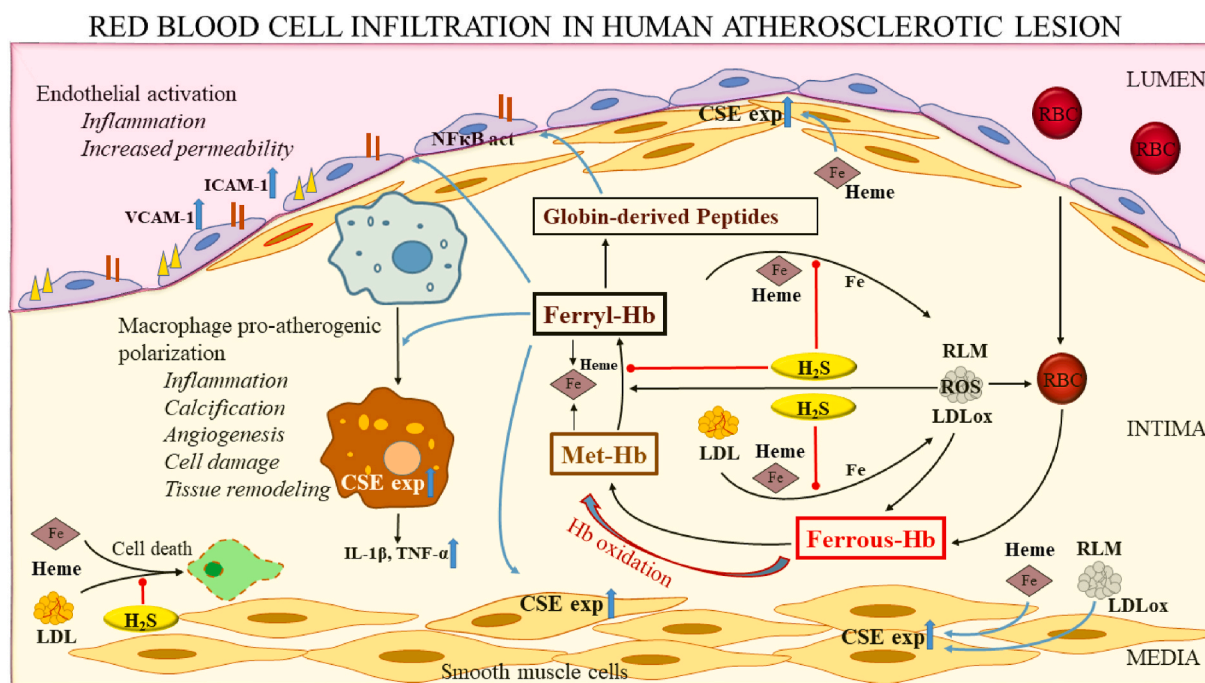 RED BLOOD CELL INFILTRATION IN HUMAN ATHEROSCLEROTIC LESION
LUMEN
Endothelial activation
Inflammation
Increased permeability
ICAM-1
VCAM-1
NFκB act
CSE exp
Fe
Heme
RBC
RBC
Globin-derived Peptides
Fe
Heme
Fe
Ferryl-Hb
Heme
Fe
H₂S
H₂S
RLM
ROS
LDLox
RBC
INTIMA
Macrophage pro-atherogenic
polarization
Inflammation
Calcification
Angiogenesis
Cell damage
Tissue remodeling
CSE exp
IL-1β, TNF-α
Met-Hb
LDL
Heme
Fe
Fe
Hb oxidation
Ferrous-Hb
Fe
Heme
Cell death
LDL
H₂S
CSE exp
Heme
Fe
RLM
LDLox
CSE exp
MEDIA
Smooth muscle cells